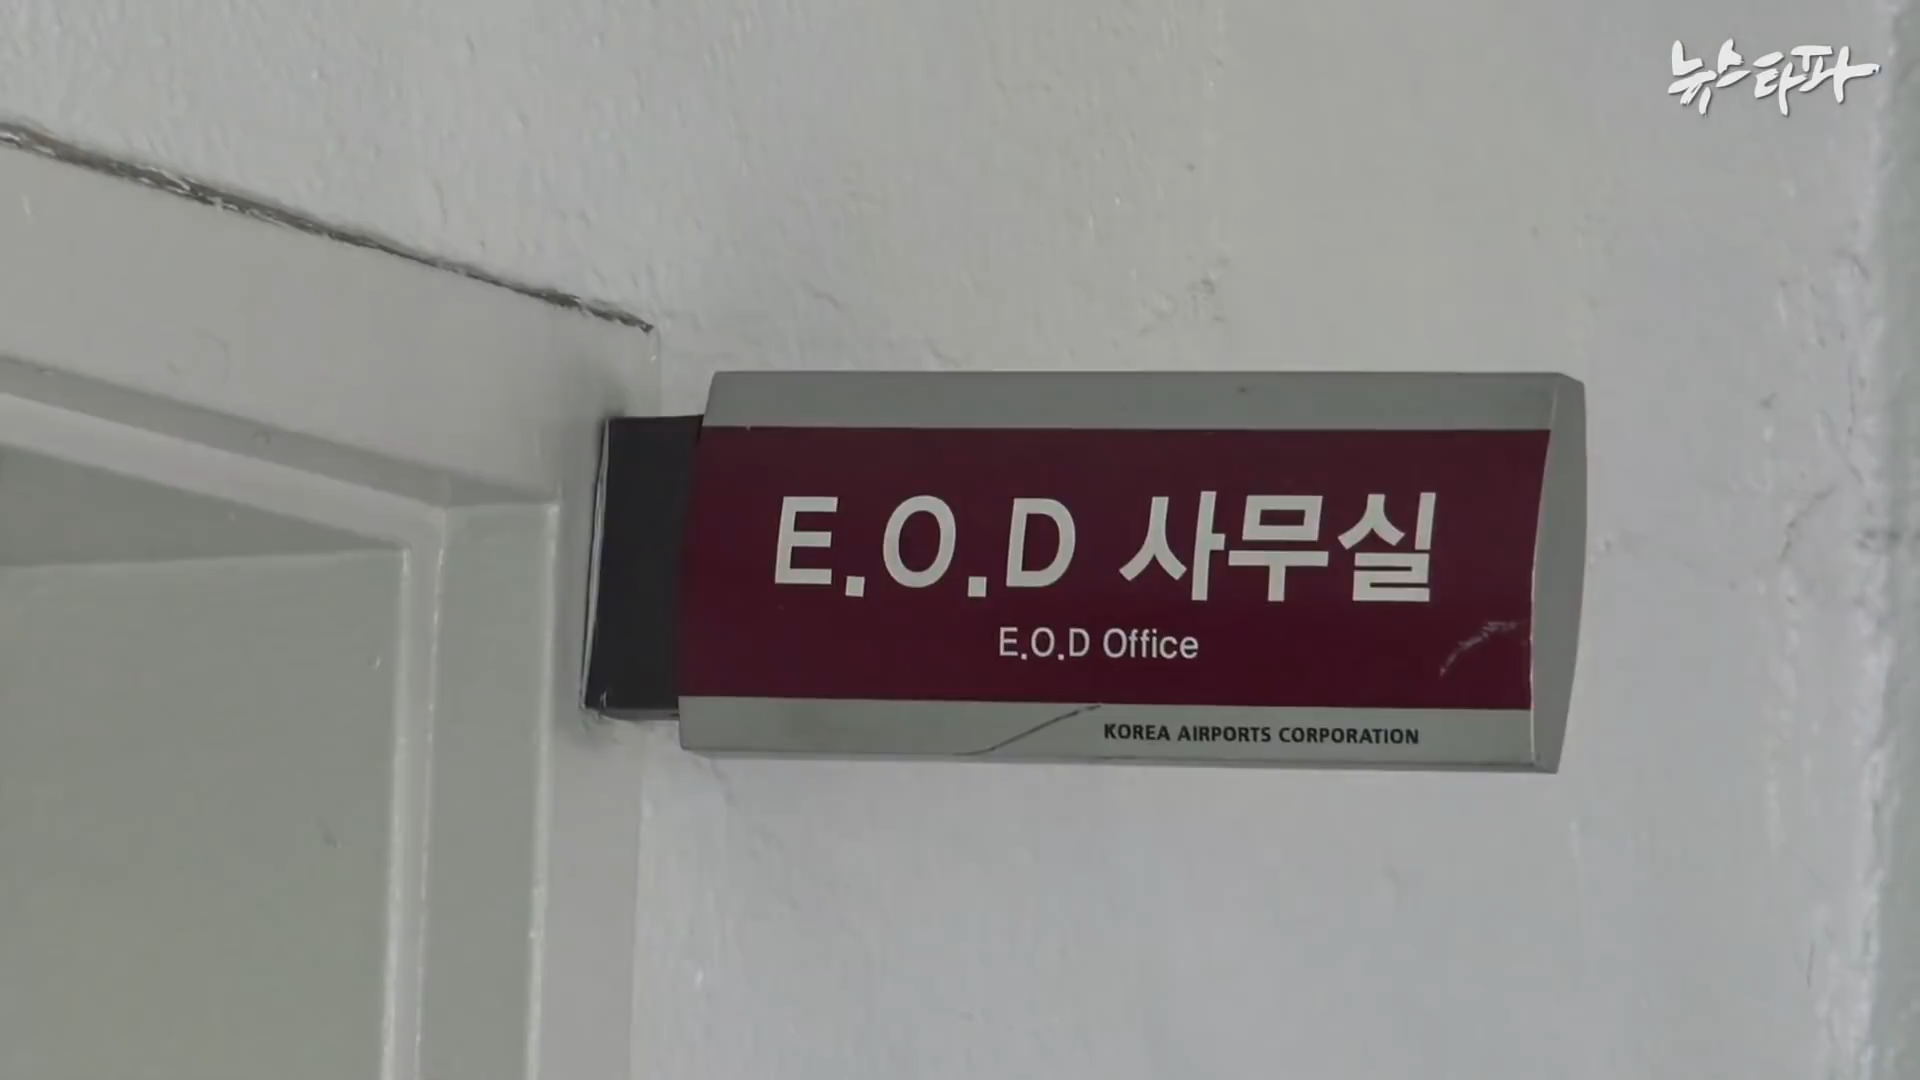 뉴스타파
E.O.D 사무실
E.O.D Office
KOREA AIRPORTS CORPORATION